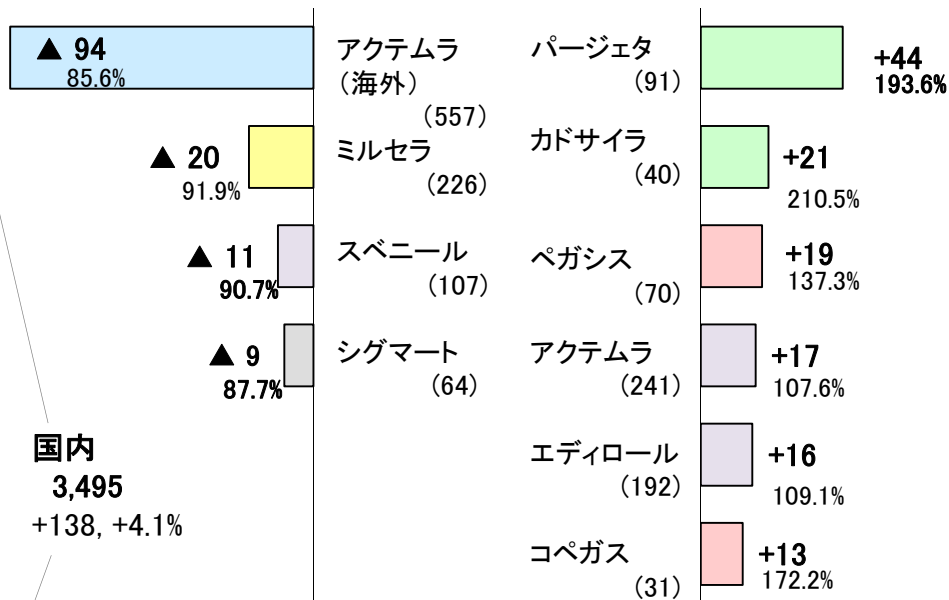 ▲ 94
85.6%
アクテムラ
（海外）
（557）
▲ 20
91.9%
ミルセラ
（226）
▲ 11
90.7%
スベニール
（107）
▲ 9
87.7%
シグマート
（64）
国内
3,495
+138, +4.1%
パージェタ
（91）
+44
193.6%
カドサイラ
（40）
+21
210.5%
ペガシス
（70）
+19
137.3%
アクテムラ
（241）
+17
107.6%
エディロール
（192）
+16
109.1%
コペガス
（31）
+13
172.2%